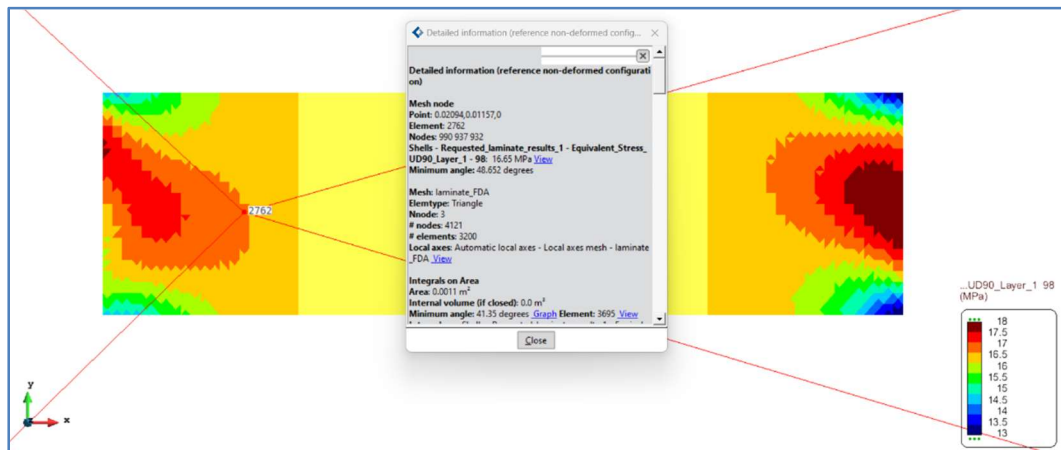 Detailed information (reference non-deformed config...
Detailed information (reference non-deformed configurati
on)
Mesh node
Point: 0.02094,0.01157,0
Element: 2762
Nodes: 990 937 932
Shells - Requested_laminate_results_1 - Equivalent_Stress_
UD90_Layer_1 - 98: 16.65 MPa View
Minimum angle: 48.652 degrees
Mesh: laminate_FDA
Elemtype: Triangle
Nnode: 3
# nodes: 4121
# elements: 3200
Local axes: Automatic local axes - Local axes mesh - laminate
_FDA View
Integrals on Area
Area: 0.0011 m²
Internal volume (if closed): 0.0 m³
Minimum angle: 41.35 degrees Graph Element: 3695 View
Close
2762
y
x
...UD90_Layer_1 98
(MPa)
18
17.5
17
16.5
16
15.5
15
14.5
14
13.5
13